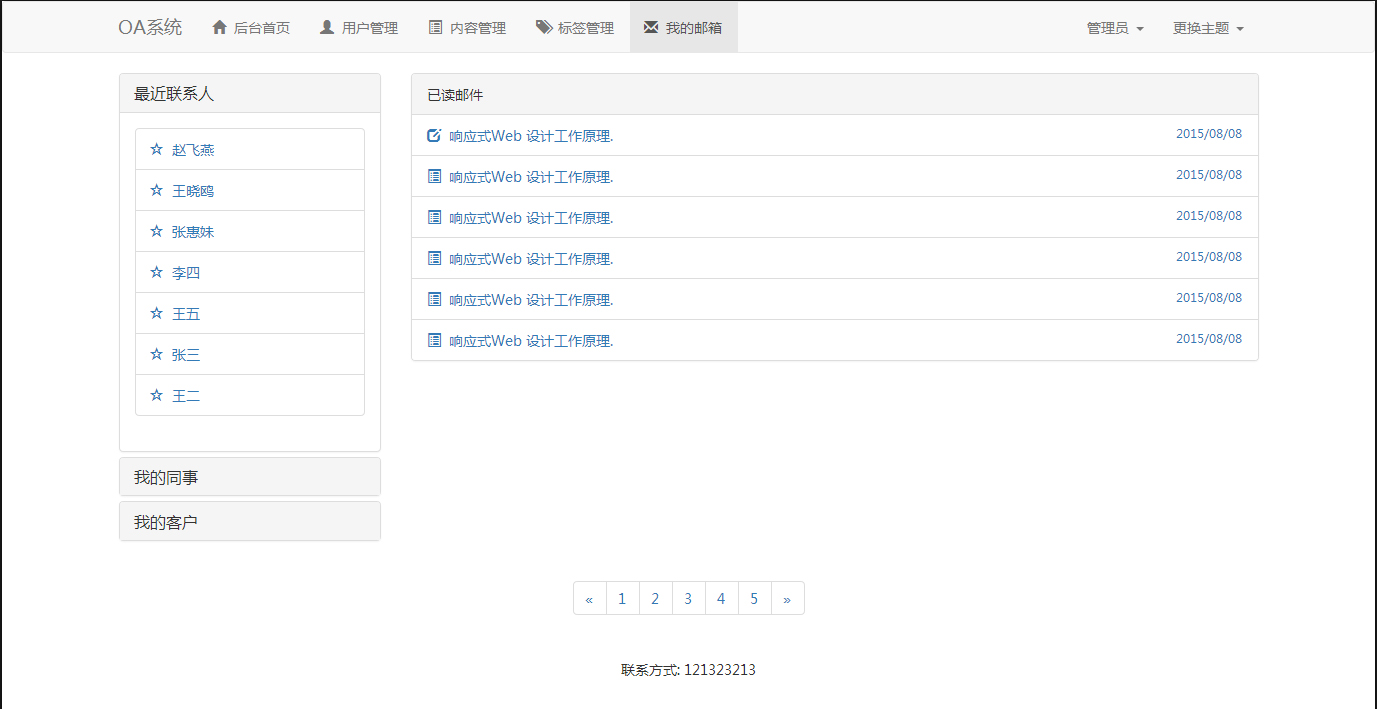 OA系统 后台首页 用户管理 内容管理 标签管理 我的邮箱 管理员 更换主题
最近联系人
赵飞燕
王晓鸥
张惠妹
李四
王五
张三
王二
我的同事
我的客户
已读邮件
响应式Web 设计工作原理. 2015/08/08
响应式Web 设计工作原理. 2015/08/08
响应式Web 设计工作原理. 2015/08/08
响应式Web 设计工作原理. 2015/08/08
响应式Web 设计工作原理. 2015/08/08
响应式Web 设计工作原理. 2015/08/08
« 1 2 3 4 5 »
联系方式: 121323213